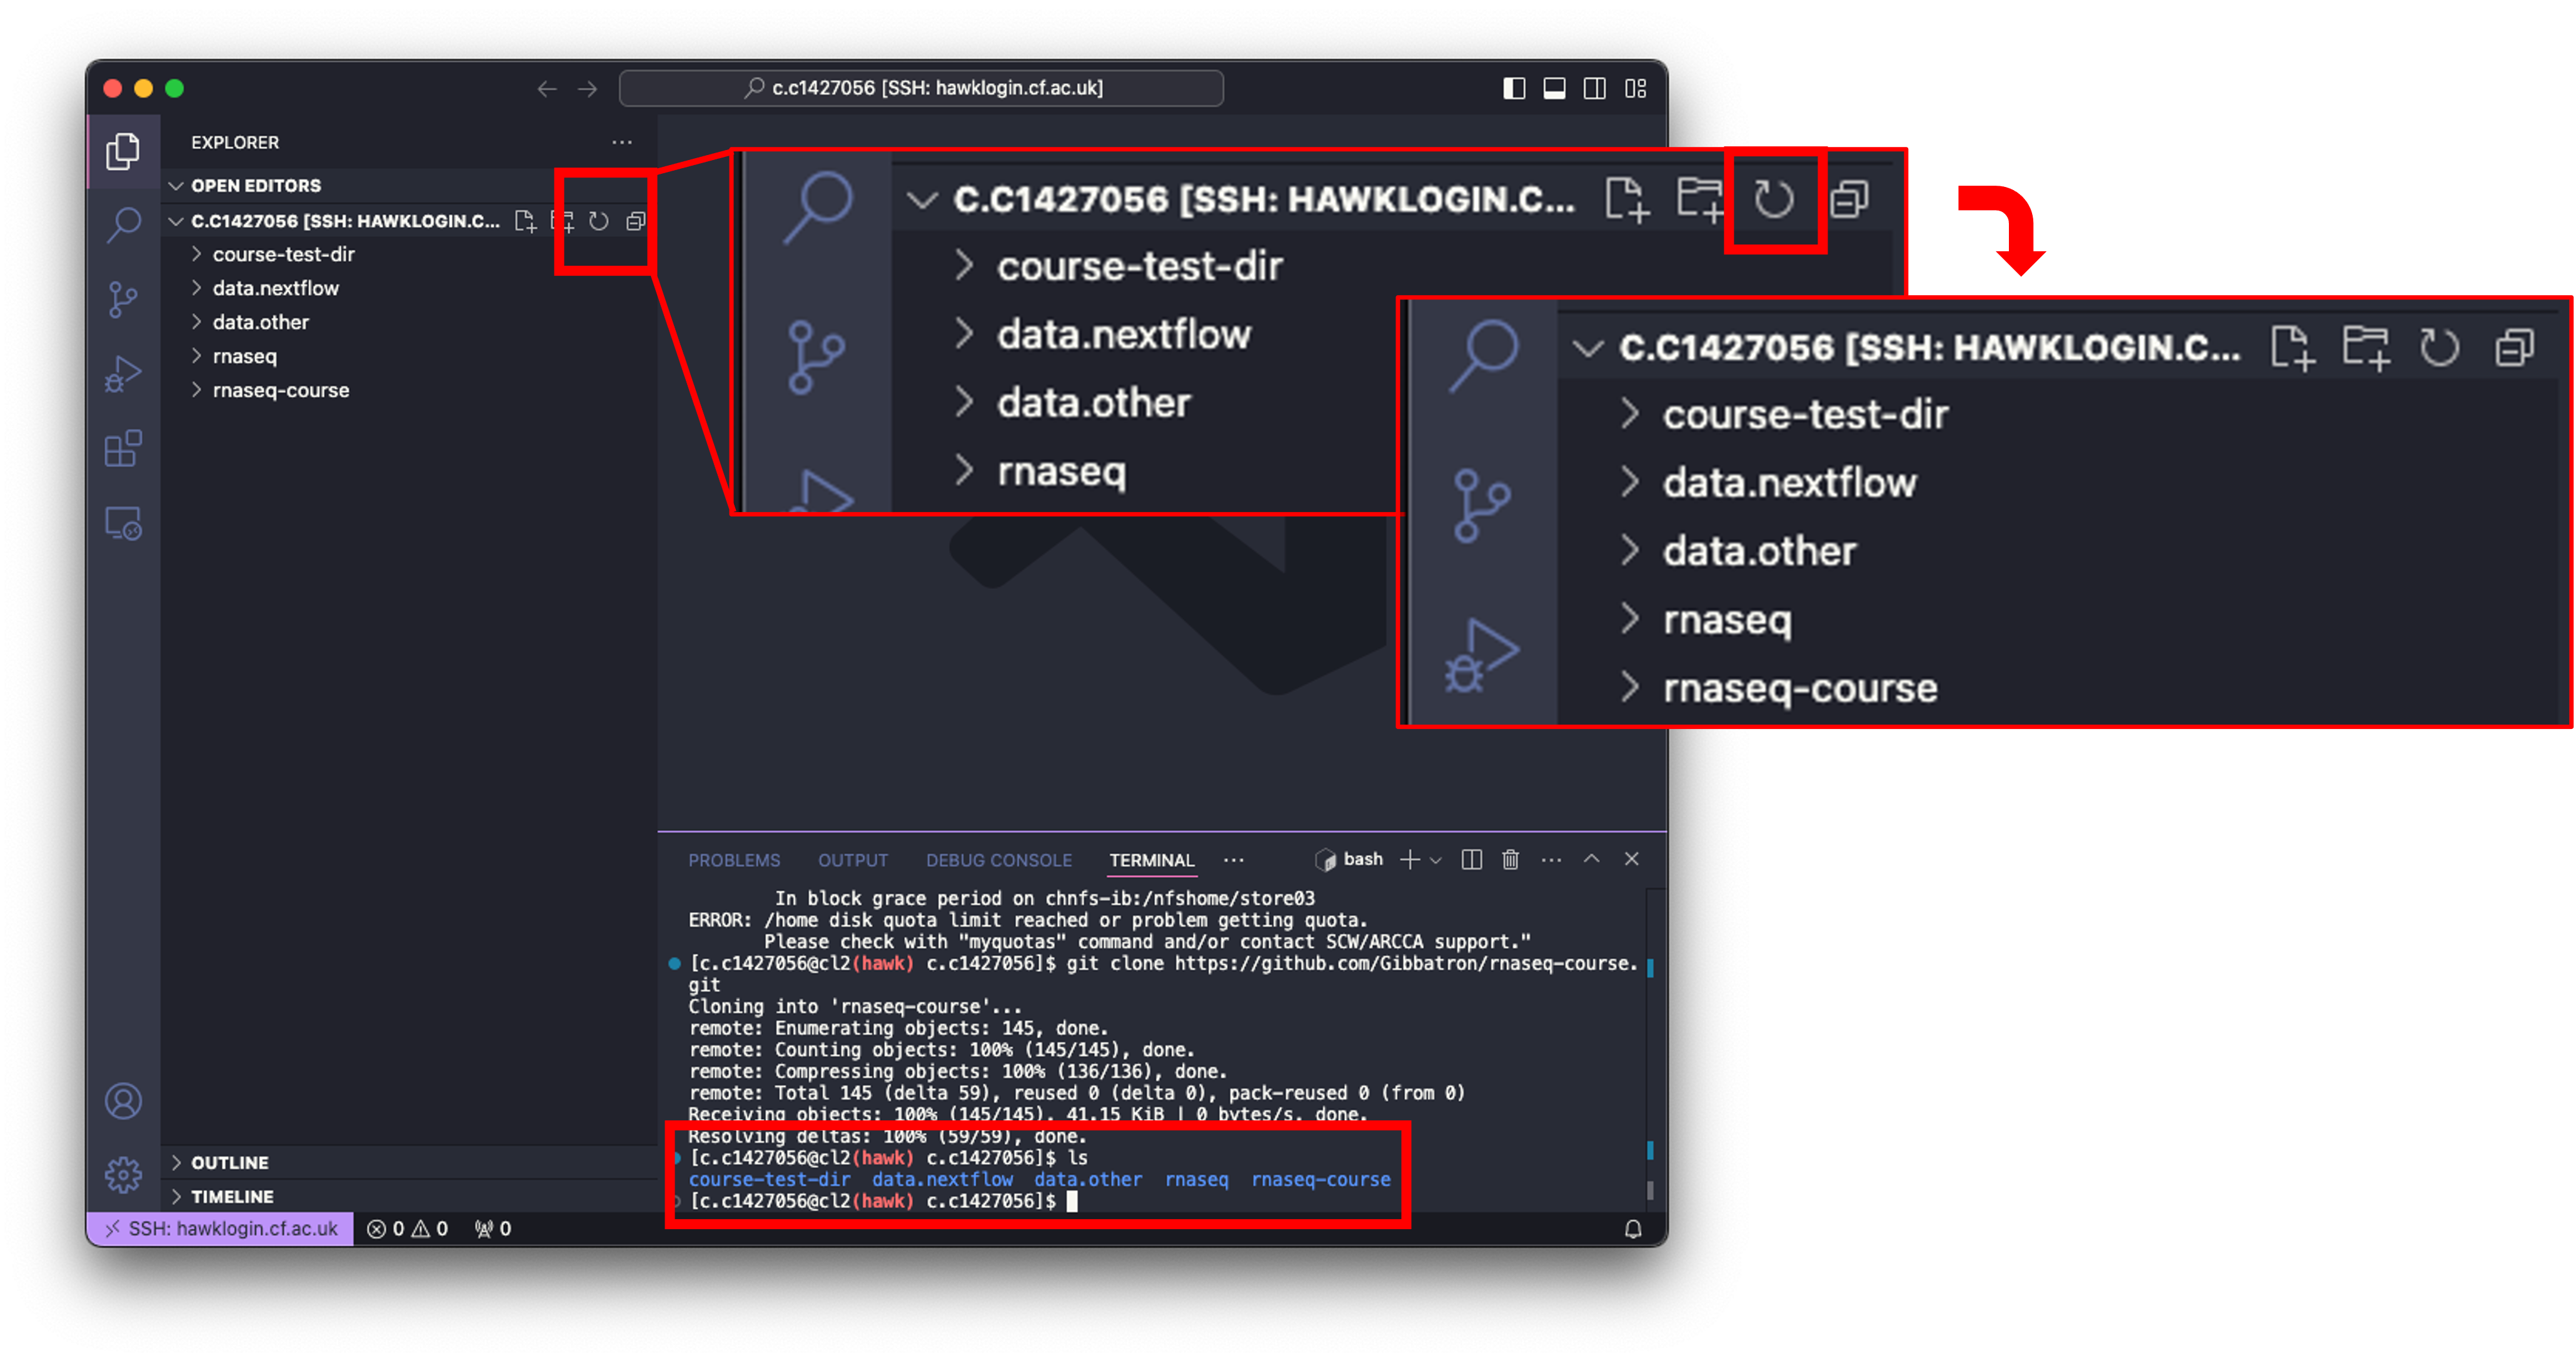 c.c1427056 [SSH: hawklogin.cf.ac.uk]
EXPLORER
OPEN EDITORS
C.C1427056 [SSH: HAWKLOGIN.C...
course-test-dir
data.nextflow
data.other
rnaseq
rnaseq-course
OUTLINE
TIMELINE
C.C1427056 [SSH: HAWKLOGIN.C...
course-test-dir
data.nextflow
data.other
rnaseq
C.C1427056 [SSH: HAWKLOGIN.C...
course-test-dir
data.nextflow
data.other
rnaseq
rnaseq-course
PROBLEMS OUTPUT DEBUG CONSOLE TERMINAL ... bash
In block grace period on chnfs-ib:/nfshome/store03
ERROR: /home disk quota limit reached or problem getting quota.
Please check with "myquotas" command and/or contact SCW/ARCCA support."
[c.c1427056@cl2(hawk) c.c1427056]$ git clone https://github.com/Gibbatron/rnaseq-course.
git
Cloning into 'rnaseq-course'...
remote: Enumerating objects: 145, done.
remote: Counting objects: 100% (145/145), done.
remote: Compressing objects: 100% (136/136), done.
remote: Total 145 (delta 59), reused 0 (delta 0), pack-reused 0 (from 0)
Receiving objects: 100% (145/145), 41.15 KiB | 0 bytes/s, done.
Resolving deltas: 100% (59/59), done.
[c.c1427056@cl2(hawk) c.c1427056]$ ls
course-test-dir data.nextflow data.other rnaseq rnaseq-course
[c.c1427056@cl2(hawk) c.c1427056]$
SSH: hawklogin.cf.ac.uk 0 0 0